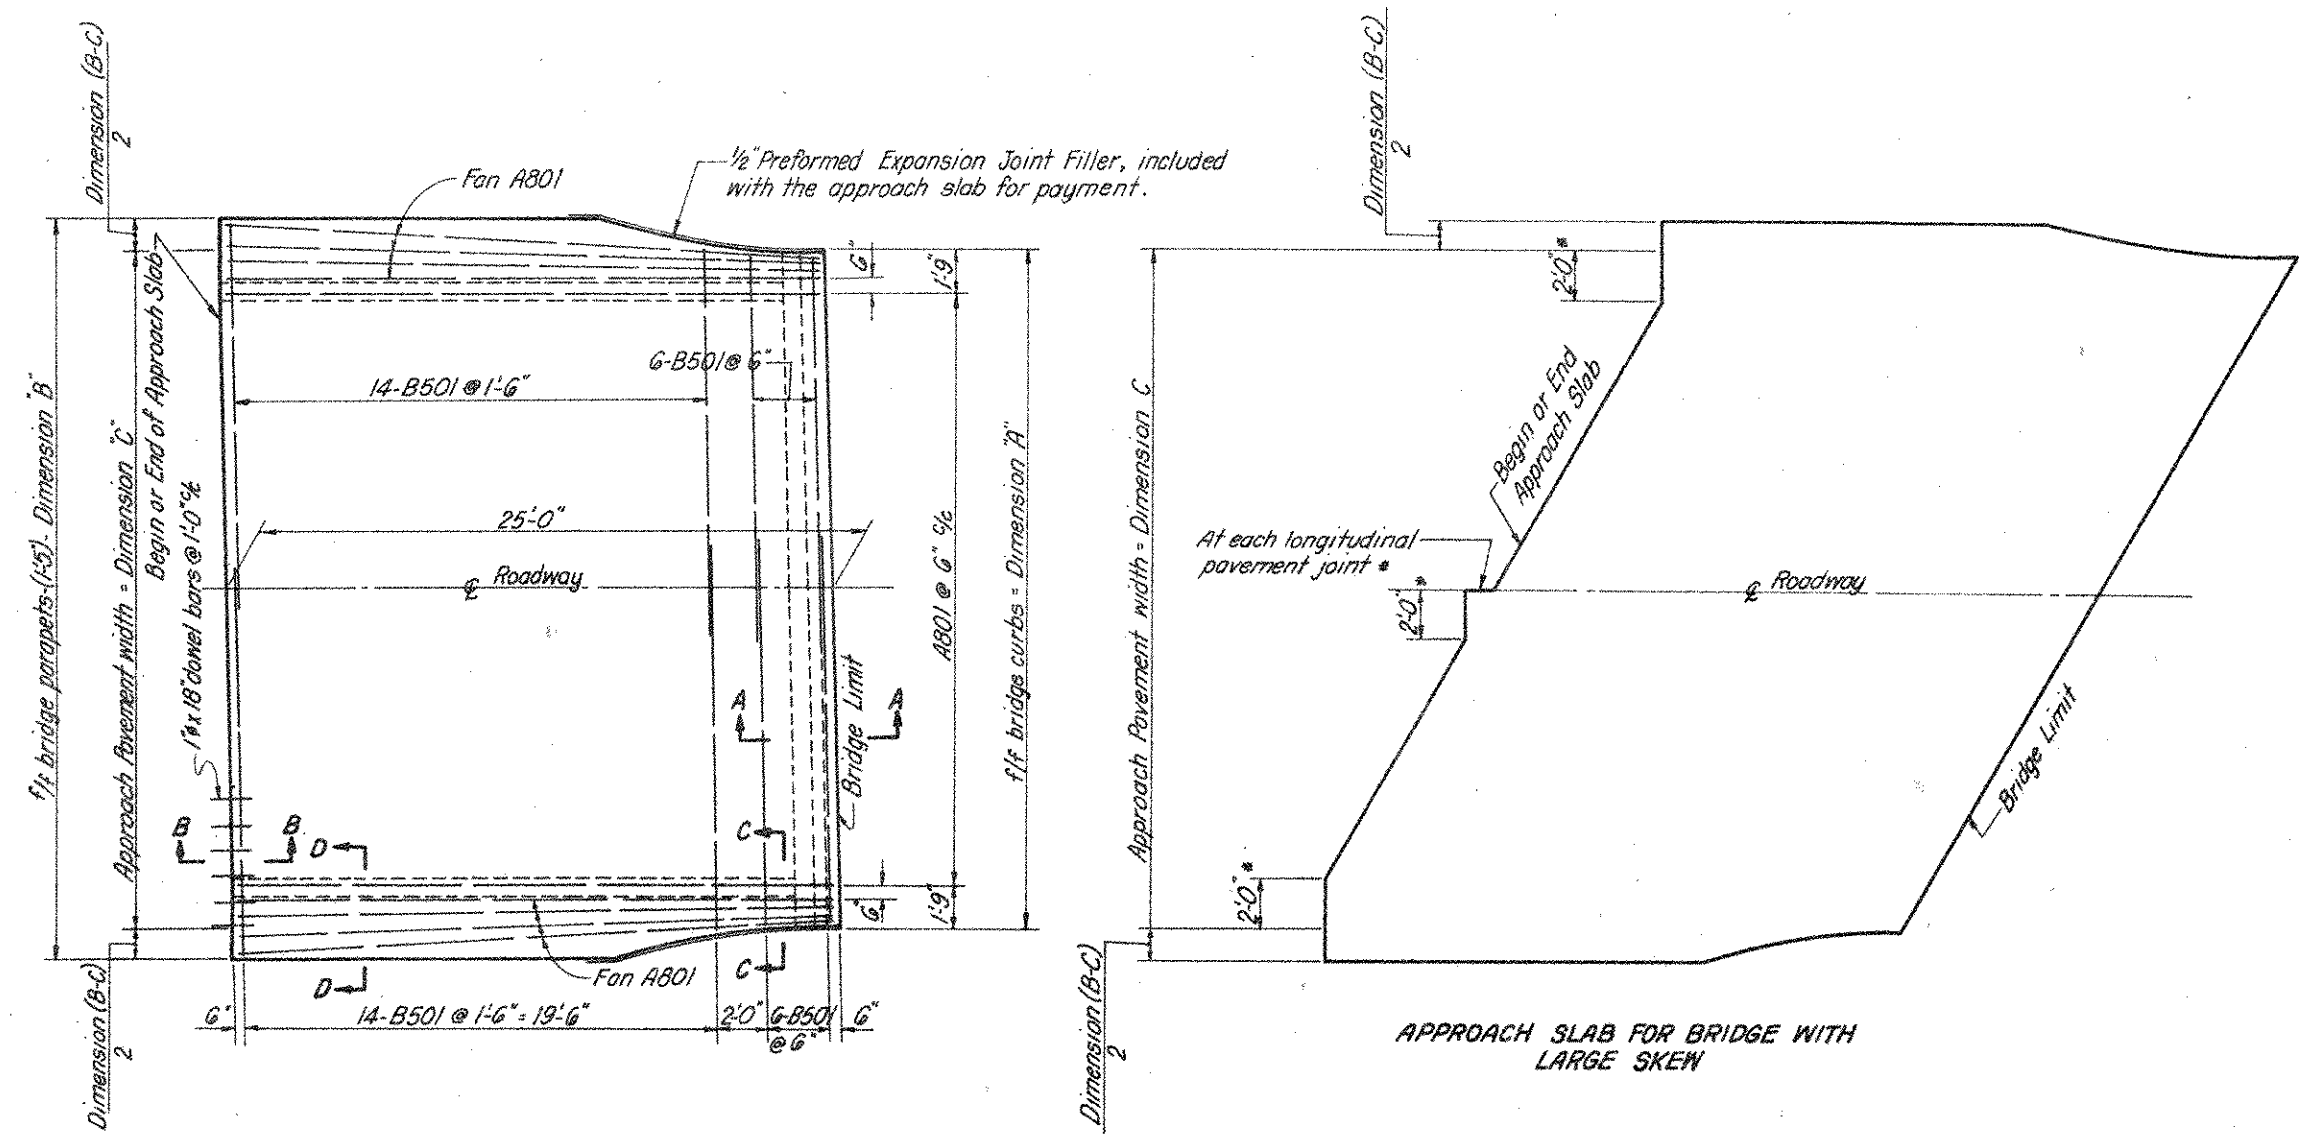 Dimension (B-C)
2
Fan A801
1/2" Preformed Expansion Joint Filler, included
with the approach slab for payment.
f/f bridge parapets-(1'-5)- Dimension "B"
Approach Pavement width = Dimension "C"
Begin or End of Approach Slab
1"φ x 18" dowel bars @ 1'-0" c/c
6"
1'-9"
6-B501 @ 6"
14-B501 @ 1'-6"
25'-0"
℄ Roadway
A801 @ 6" c/c
f/f bridge curbs = Dimension "A"
Bridge Limit
A
A
B
B
C
C
D
D
6"
1'-9"
Fan A801
6"
14-B501 @ 1'-6" = 19'-6"
2'-0"
6-B501
@ 6"
6"
Dimension (B-C)
2
Dimension (B-C)
2
2'-0" *
Approach Pavement width = Dimension C
Begin or End
Approach Slab
At each longitudinal
pavement joint *
2'-0" *
℄ Roadway
2'-0" *
Bridge Limit
Dimension (B-C)
2
APPROACH SLAB FOR BRIDGE WITH
LARGE SKEW